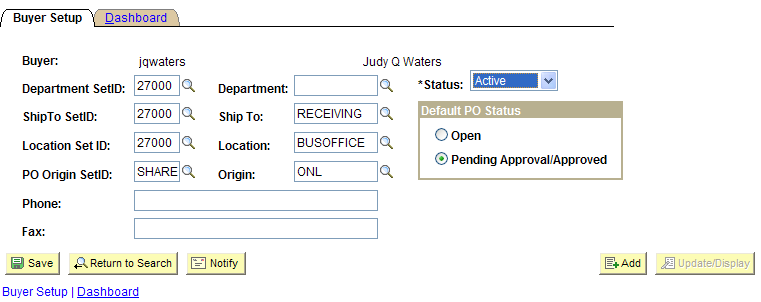 Buyer Setup Dashboard
Buyer: jqwaters Judy Q Waters
Department SetID: 27000 Department: *Status: Active
ShipTo SetID: 27000 Ship To: RECEIVING Default PO Status
Open
Location Set ID: 27000 Location: BUSOFFICE
Pending Approval/Approved
PO Origin SetID: SHARE Origin: ONL
Phone:
Fax:
Save Return to Search Notify Add Update/Display
Buyer Setup | Dashboard